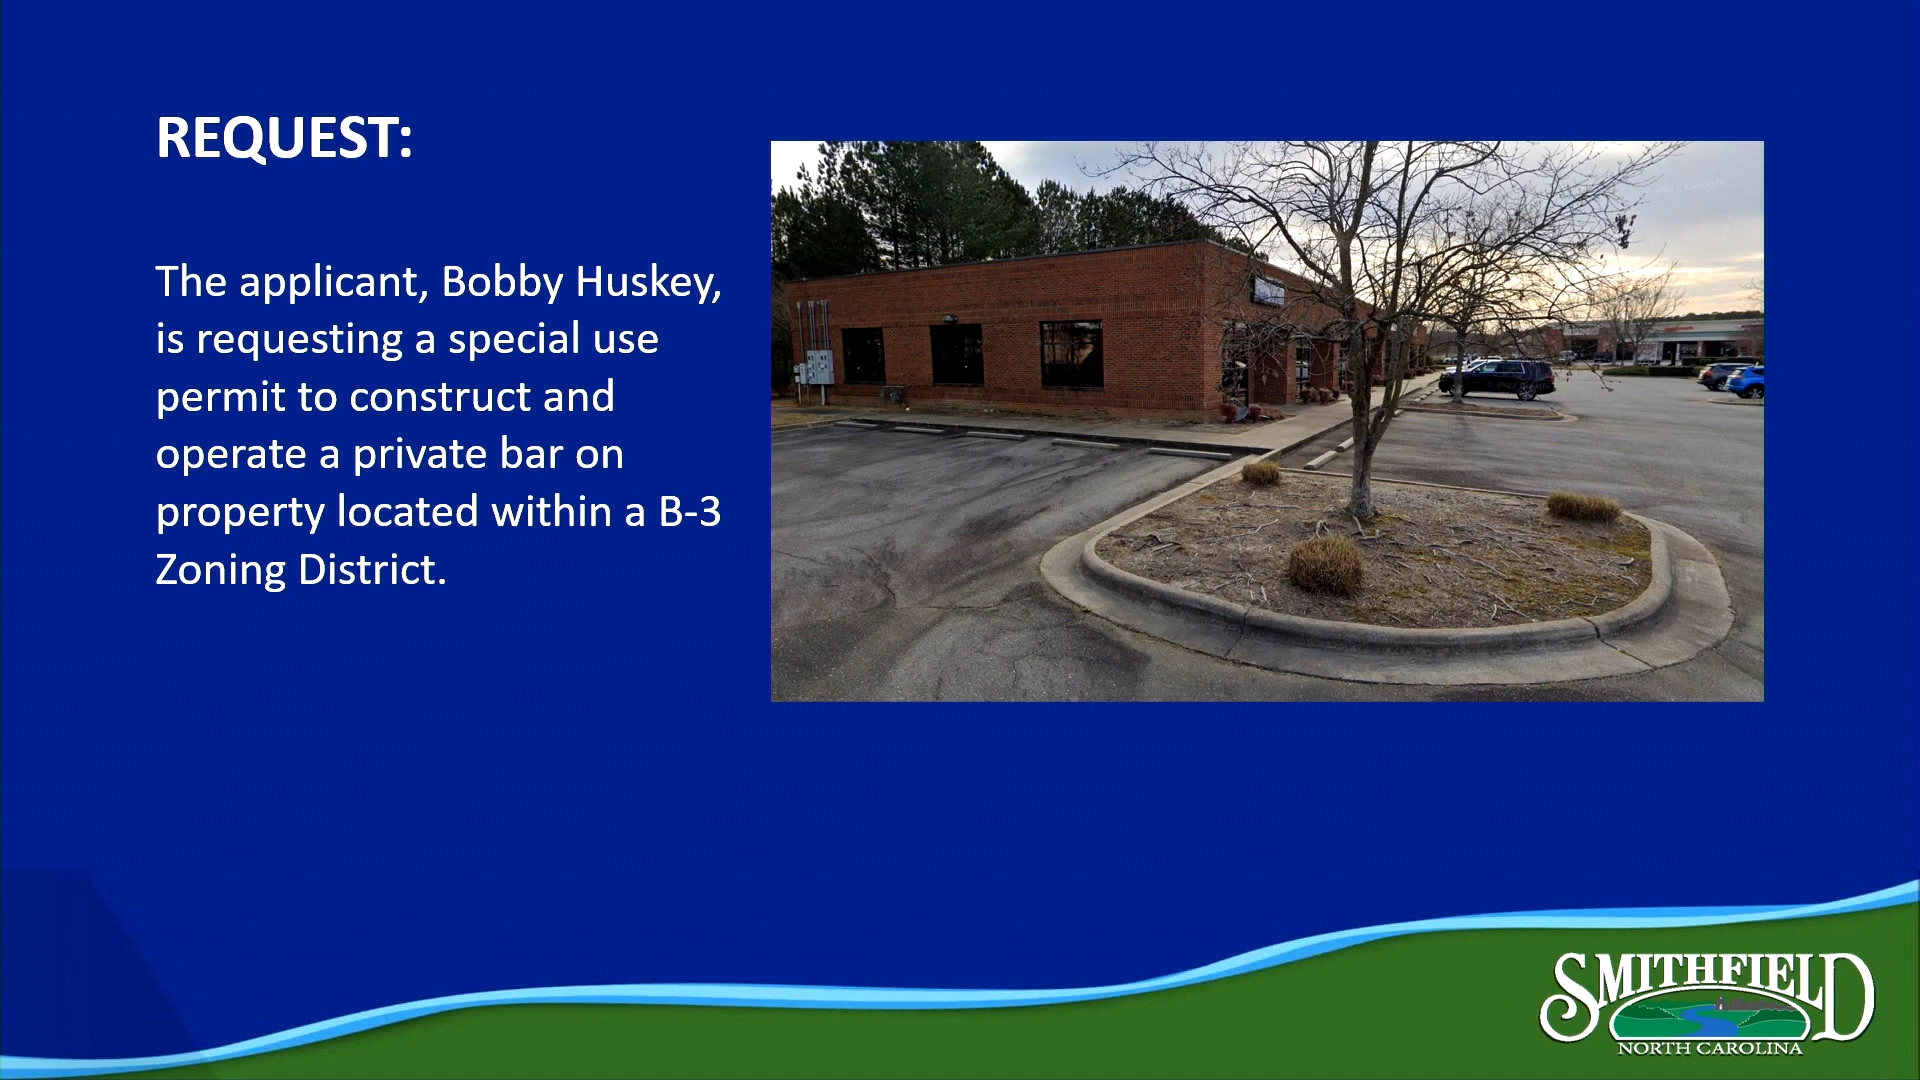 REQUEST:
The applicant, Bobby Huskey,
is requesting a special use
permit to construct and
operate a private bar on
property located within a B-3
Zoning District.
SMITHFIELD
NORTH CAROLINA